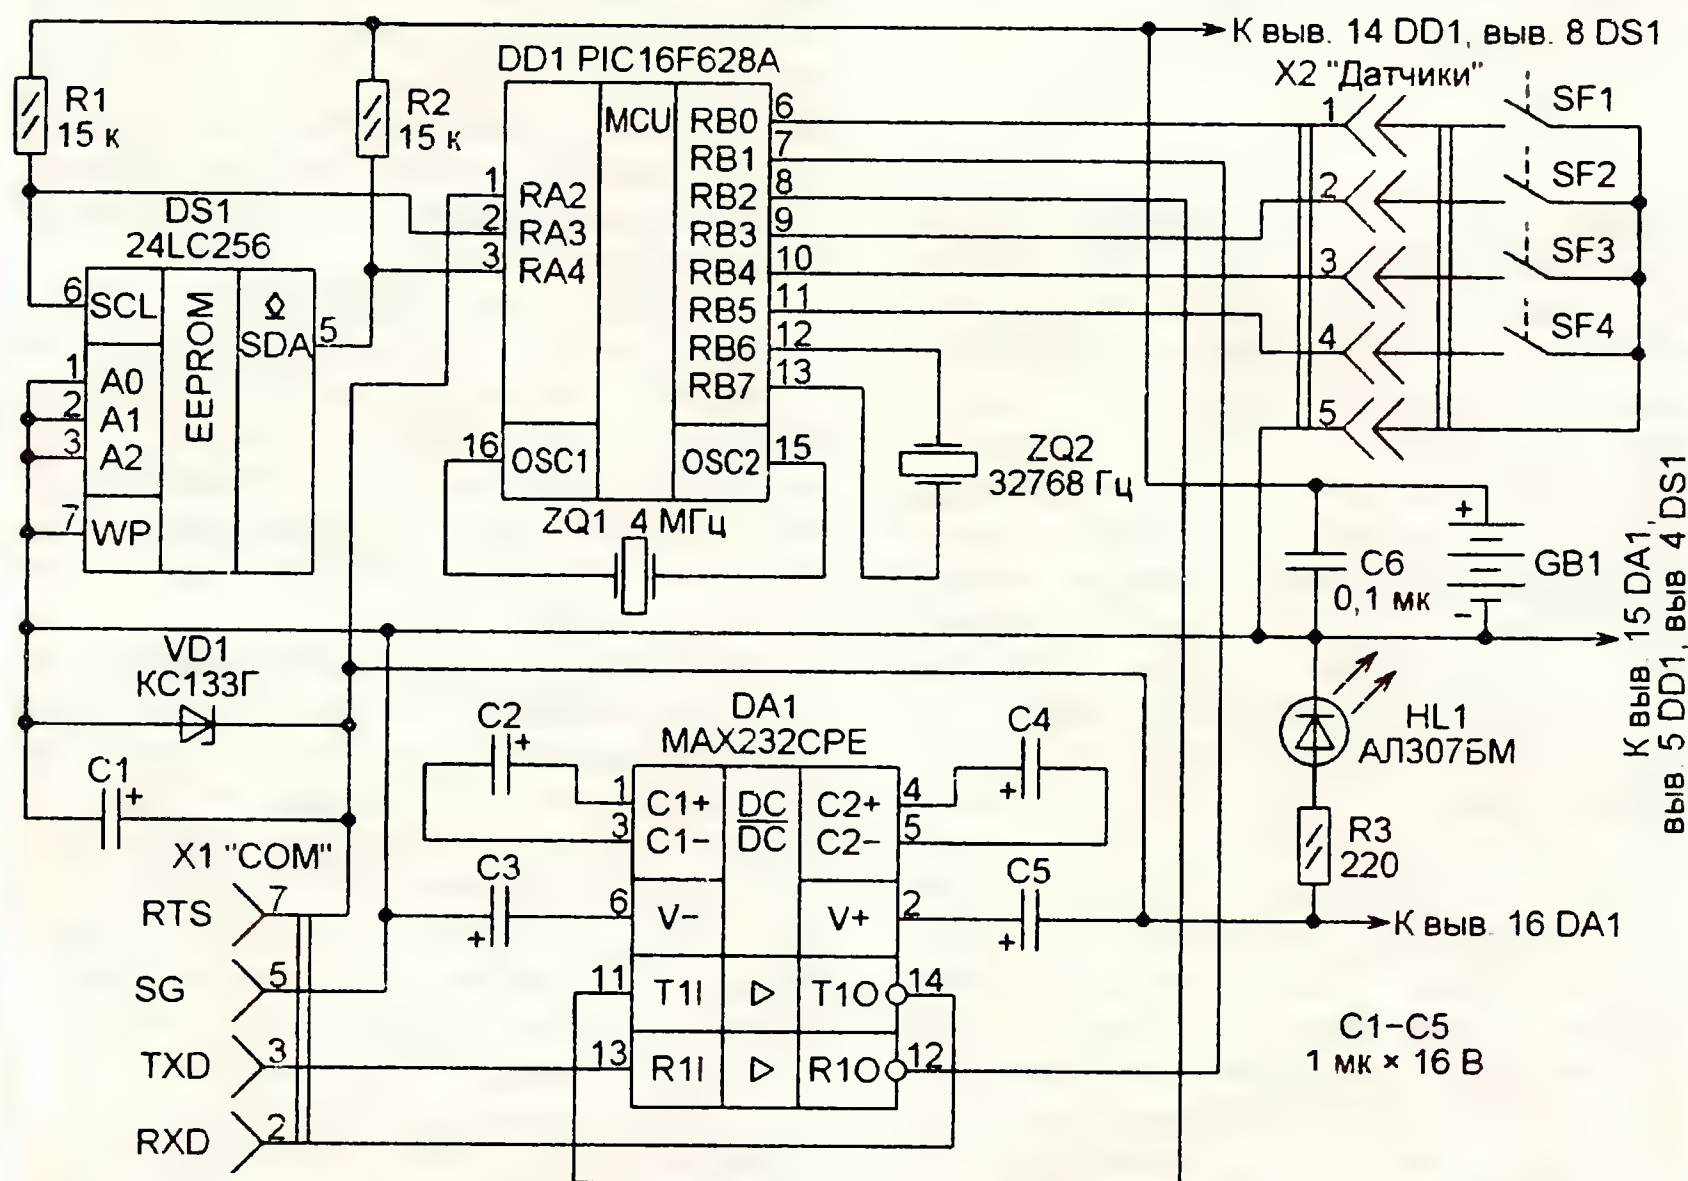 К выв. 14 DD1, выв. 8 DS1
DD1 PIC16F628A
X2 "Датчики"
R1
15 к
R2
15 к
MCU
RB0
6
RB1
7
1
RA2
RB2
8
2
RA3
RB3
9
3
RA4
RB4
10
RB5
11
RB6
12
RB7
13
16
OSC1
OSC2
15
1
SF1
2
SF2
3
SF3
4
SF4
5
DS1
24LC256
6
SCL
EEPROM
SDA
5
1
A0
2
A1
3
A2
7
WP
ZQ1 4 МГц
ZQ2
32768 Гц
+
C6
0,1 мк
GB1
−
К выв. 15 DA1,
выв. 5 DD1, выв 4 DS1
VD1
КС133Г
C1
+
X1 "COM"
RTS
7
SG
5
TXD
3
RXD
2
C2
+
C3
+
DA1
MAX232CPE
1
C1+
DC
DC
C2+
4
3
C1-
C2-
5
6
V-
V+
2
11
T1I
T1O
14
13
R1I
R1O
12
C4
+
C5
+
HL1
АЛ307БМ
R3
220
К выв. 16 DA1
C1-C5
1 мк × 16 В